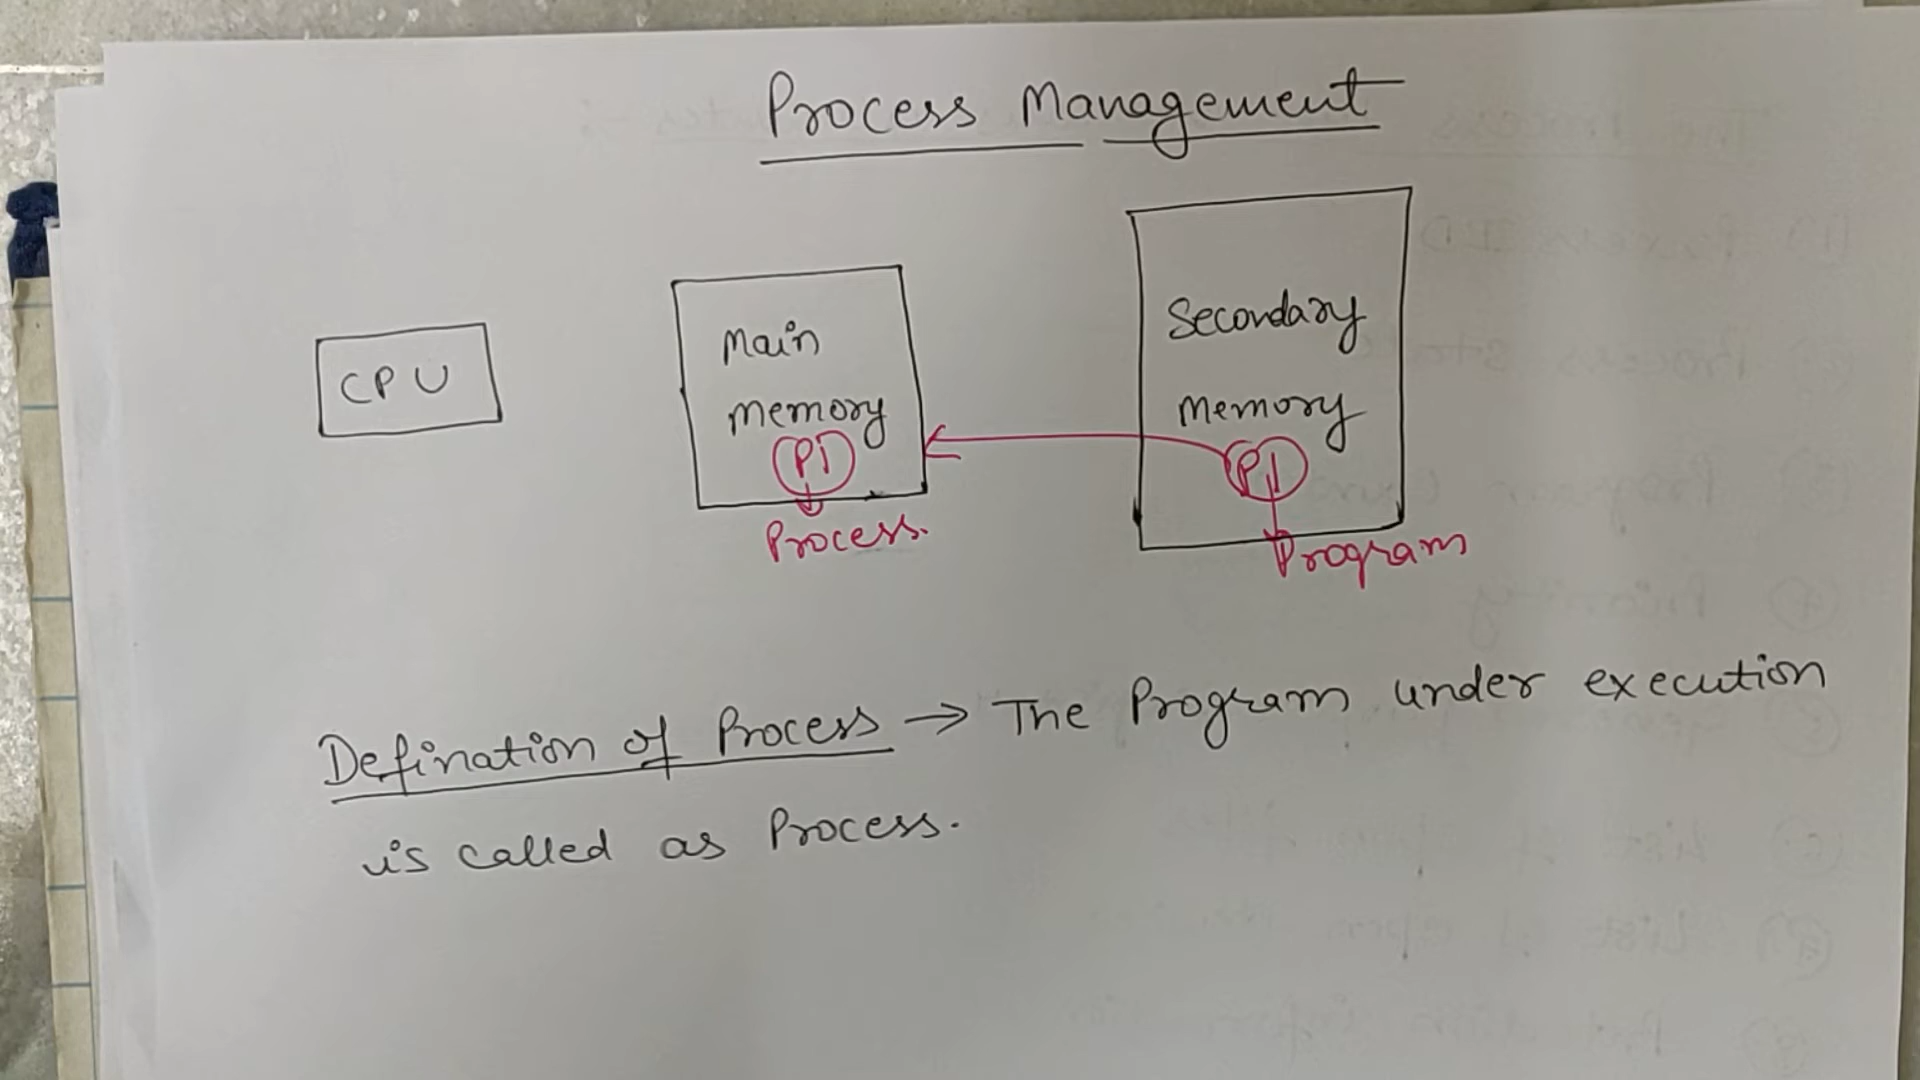 Process Management
CPU
Main
memory
P1
Process.
Secondary
Memory
P1
Program
Defination of Process → The Program under execution
is called as Process.